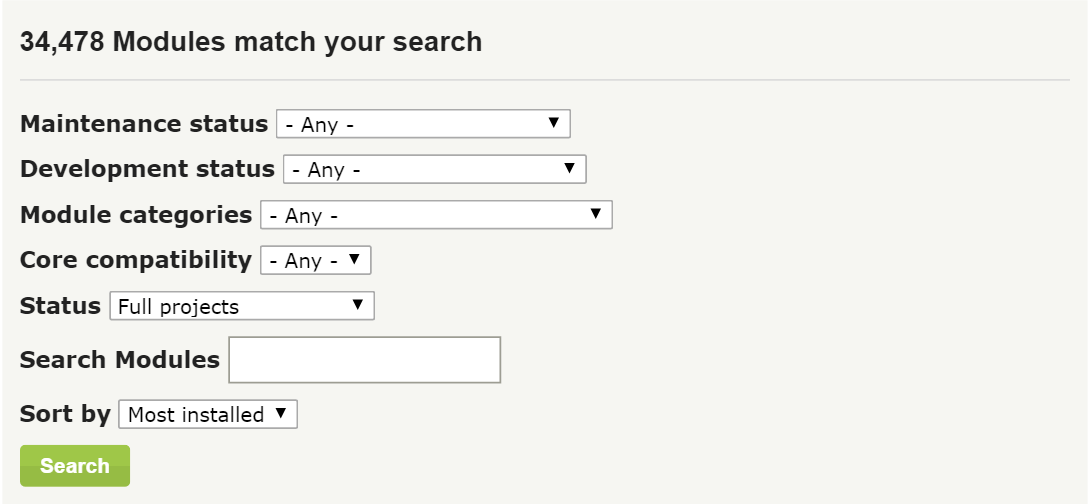 34,478 Modules match your search
Maintenance status - Any -
Development status - Any -
Module categories - Any -
Core compatibility - Any -
Status Full projects
Search Modules
Sort by Most installed
Search